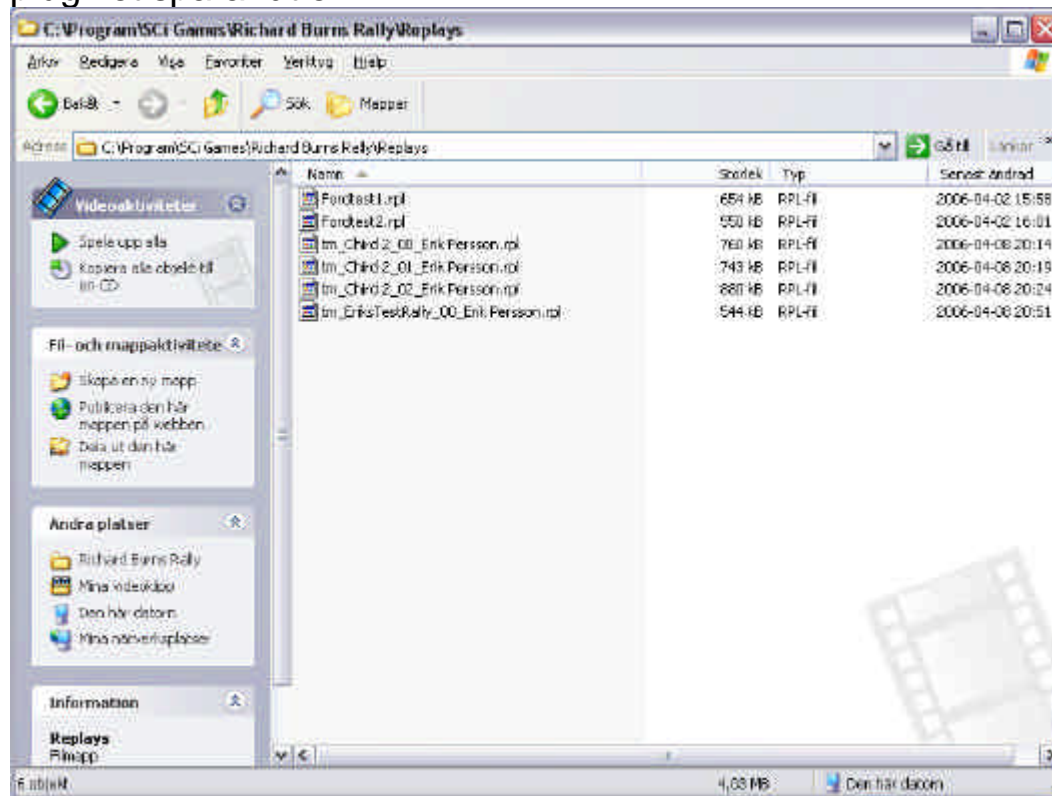 C:\Program\SCi Games\Richard Burns Rally\Replays
Arkiv Redigera Visa Favoriter Verktyg Hjälp
Bakåt Sök Mappar
Adress C:\Program\SCi Games\Richard Burns Rally\Replays Gå till Länkar
Namn Storlek Typ Senast ändrad
Fordtest1.rpl 654 kB RPL-fil 2006-04-02 15:58
Fordtest2.rpl 550 kB RPL-fil 2006-04-02 16:01
tm_Chird 2_00_Erik Persson.rpl 760 kB RPL-fil 2006-04-08 20:14
tm_Chird 2_01_Erik Persson.rpl 743 kB RPL-fil 2006-04-08 20:19
tm_Chird 2_02_Erik Persson.rpl 880 kB RPL-fil 2006-04-08 20:24
tm_EriksTestRally_00_Erik Persson.rpl 544 kB RPL-fil 2006-04-08 20:51
Videoaktiviteter
Spela upp alla
Kopiera alla objekt till
en CD
Fil- och mappaktivitete
Skapa en ny mapp
Publicera den här
mappen på webben
Dela ut den här
mappen
Andra platser
Richard Burns Rally
Mina videoklipp
Den här datorn
Mina nätverksplatser
Information
Replays
Filmapp
6 objekt 4,03 MB Den här datorn